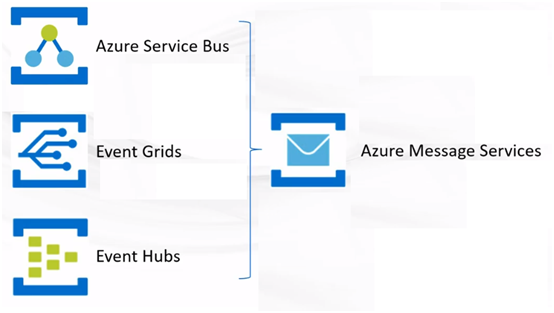 Azure Service Bus
Event Grids
Azure Message Services
Event Hubs